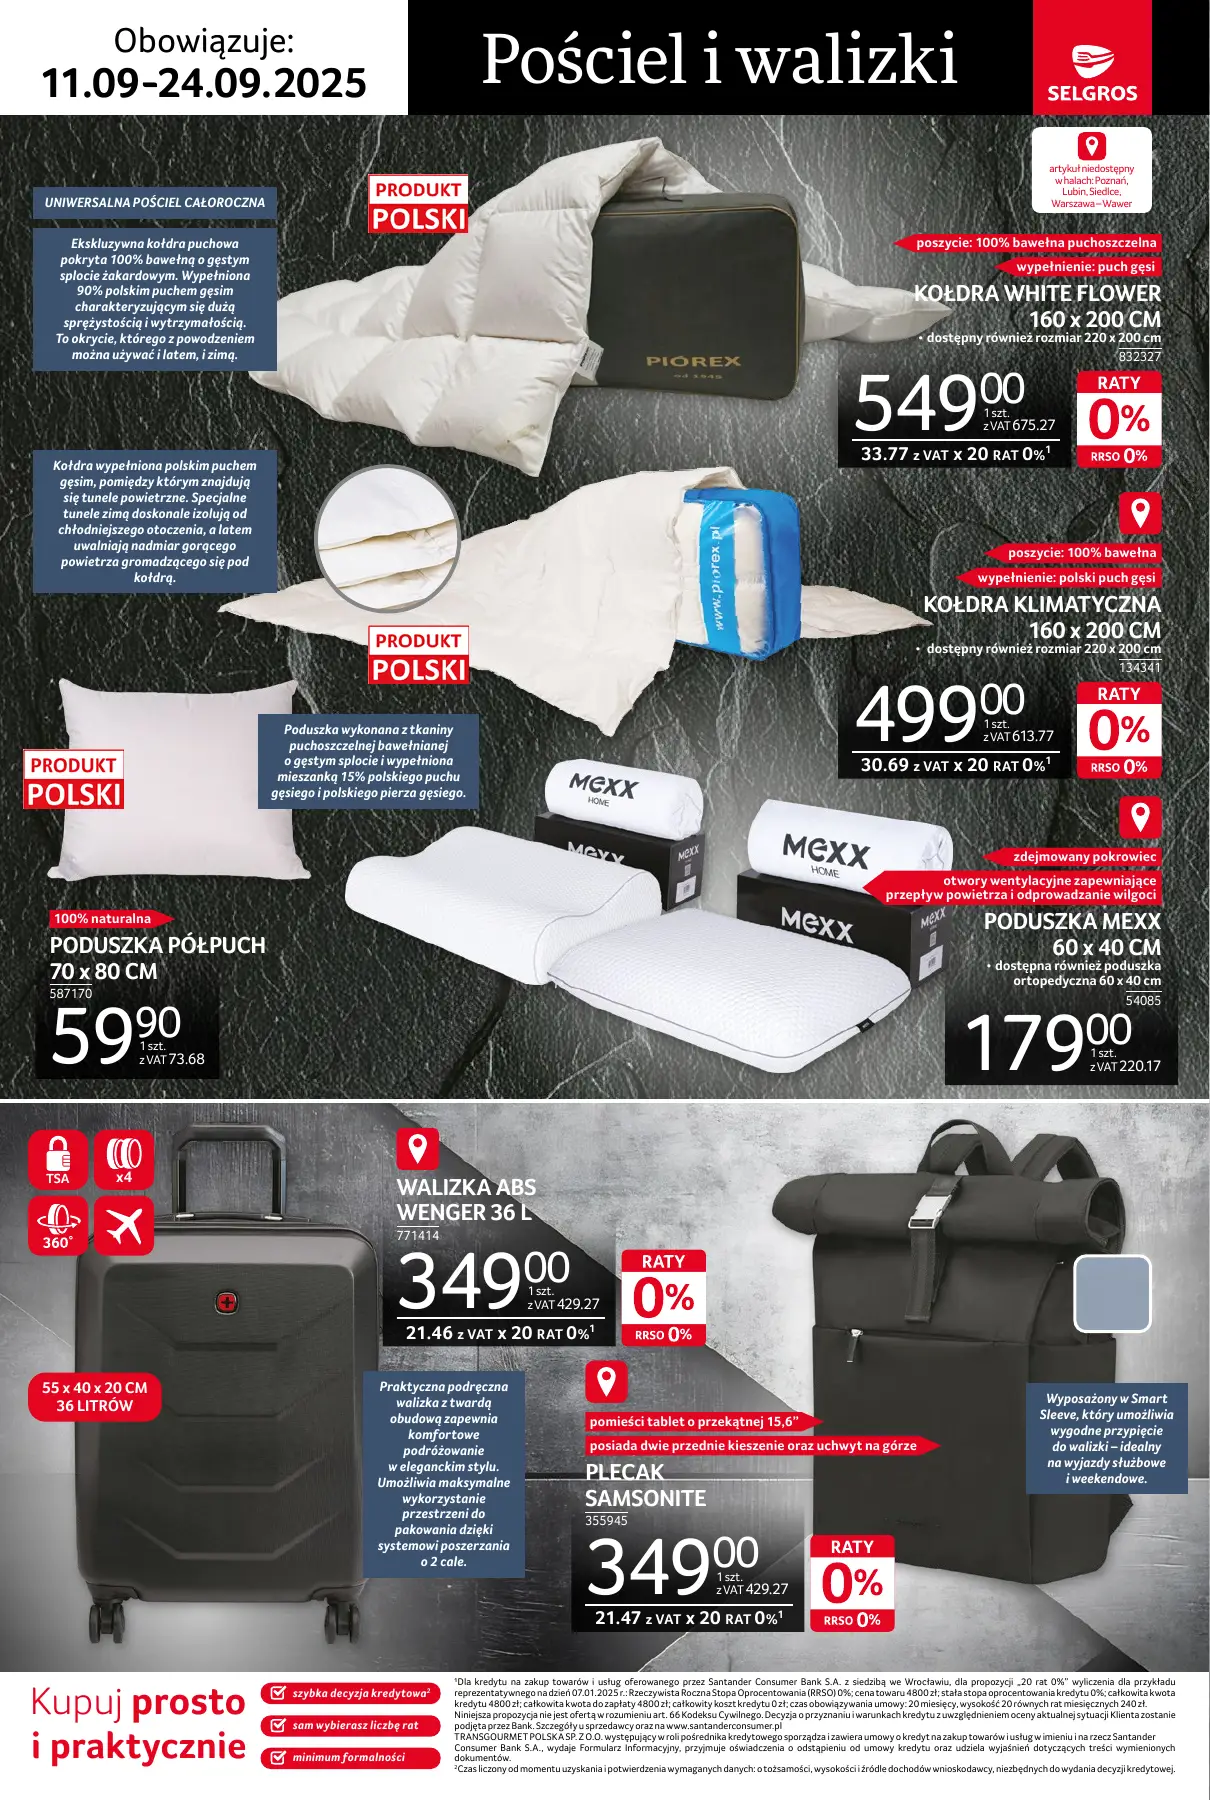 Obowiązuje:
11.09-24.09.2025
Pościel i walizki
SELGROS
artykuł niedostępny
w halach: Poznań,
Lubin, Siedlce,
Warszawa–Wawer
UNIWERSALNA POŚCIEL CAŁOROCZNA
Ekskluzywna kołdra puchowa
pokryta 100% bawełną o gęstym
splocie żakardowym. Wypełniona
90% polskim puchem gęsim
charakteryzującym się dużą
sprężystością i wytrzymałością.
To okrycie, którego z powodzeniem
można używać i latem, i zimą.
PRODUKT
POLSKI
PIÓREX
od 1945
poszycie: 100% bawełna puchoszczelna
wypełnienie: puch gęsi
KOŁDRA WHITE FLOWER
160 x 200 CM
• dostępny również rozmiar 220 x 200 cm
832327
549 00
1 szt.
z VAT 675.27
33.77 z VAT x 20 RAT 0%1
RATY
0%
RRSO 0%
Kołdra wypełniona polskim puchem
gęsim, pomiędzy którym znajdują
się tunele powietrzne. Specjalne
tunele zimą doskonale izolują od
chłodniejszego otoczenia, a latem
uwalniają nadmiar gorącego
powietrza gromadzącego się pod
kołdrą.
PRODUKT
POLSKI
www.piorex.pl
poszycie: 100% bawełna
wypełnienie: polski puch gęsi
KOŁDRA KLIMATYCZNA
160 x 200 CM
• dostępny również rozmiar 220 x 200 cm
134341
499 00
1 szt.
z VAT 613.77
30.69 z VAT x 20 RAT 0%1
RATY
0%
RRSO 0%
PRODUKT
POLSKI
Poduszka wykonana z tkaniny
puchoszczelnej bawełnianej
o gęstym splocie i wypełniona
mieszanką 15% polskiego puchu
gęsiego i polskiego pierza gęsiego.
100% naturalna
PODUSZKA PÓŁPUCH
70 x 80 CM
587170
59 90
1 szt.
z VAT 73.68
Mexx
HOME
Mexx
Mexx
HOME
Mexx
Mexx
zdejmowany pokrowiec
otwory wentylacyjne zapewniające
przepływ powietrza i odprowadzanie wilgoci
PODUSZKA MEXX
60 x 40 CM
• dostępna również poduszka
ortopedyczna 60 x 40 cm
54085
179 00
1 szt.
z VAT 220.17
TSA
x4
360°
55 x 40 x 20 CM
36 LITRÓW
WALIZKA ABS
WENGER 36 L
771414
349 00
1 szt.
z VAT 429.27
21.46 z VAT x 20 RAT 0%1
RATY
0%
RRSO 0%
Praktyczna podręczna
walizka z twardą
obudową zapewnia
komfortowe
podróżowanie
w eleganckim stylu.
Umożliwia maksymalne
wykorzystanie
przestrzeni do
pakowania dzięki
systemowi poszerzania
o 2 cale.
pomieści tablet o przekątnej 15,6”
posiada dwie przednie kieszenie oraz uchwyt na górze
PLECAK
SAMSONITE
355945
349 00
1 szt.
z VAT 429.27
21.47 z VAT x 20 RAT 0%1
RATY
0%
RRSO 0%
Wyposażony w Smart
Sleeve, który umożliwia
wygodne przypięcie
do walizki – idealny
na wyjazdy służbowe
i weekendowe.
Kupuj prosto
i praktycznie
szybka decyzja kredytowa2
sam wybierasz liczbę rat
minimum formalności
1Dla kredytu na zakup towarów i usług oferowanego przez Santander Consumer Bank S.A. z siedzibą we Wrocławiu, dla propozycji „20 rat 0%” wyliczenia dla przykładu
reprezentatywnego na dzień 07.01.2025 r.: Rzeczywista Roczna Stopa Oprocentowania (RRSO) 0%; cena towaru 4800 zł; stała stopa oprocentowania kredytu 0%; całkowita kwota
kredytu 4800 zł; całkowita kwota do zapłaty 4800 zł; całkowity koszt kredytu 0 zł; czas obowiązywania umowy: 20 miesięcy, wysokość 20 równych rat miesięcznych 240 zł.
Niniejsza propozycja nie jest ofertą w rozumieniu art. 66 Kodeksu Cywilnego. Decyzja o przyznaniu i warunkach kredytu z uwzględnieniem oceny aktualnej sytuacji Klienta zostanie
podjęta przez Bank. Szczegóły u sprzedawcy oraz na www.santanderconsumer.pl
TRANSGOURMET POLSKA SP. Z O.O. występujący w roli pośrednika kredytowego sporządza i zawiera umowy o kredyt na zakup towarów i usług w imieniu i na rzecz Santander
Consumer Bank S.A., wydaje Formularz Informacyjny, przyjmuje oświadczenia o odstąpieniu od umowy kredytu oraz udziela wyjaśnień dotyczących treści wymienionych
dokumentów.
2Czas liczony od momentu uzyskania i potwierdzenia wymaganych danych: o tożsamości, wysokości i źródle dochodów wnioskodawcy, niezbędnych do wydania decyzji kredytowej.